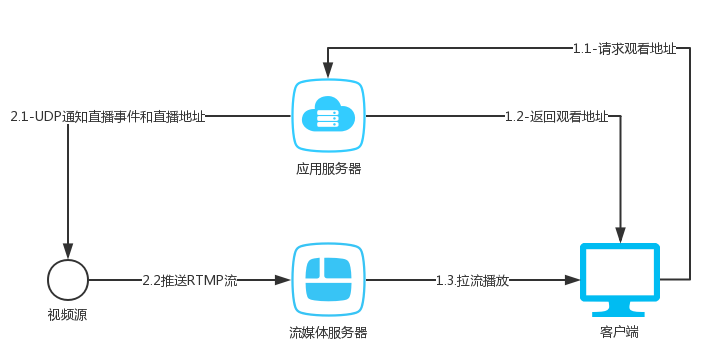 1.1-请求观看地址
2.1-UDP通知直播事件和直播地址
1.2-返回观看地址
应用服务器
2.2推送RTMP流
1.3.拉流播放
视频源
流媒体服务器
客户端